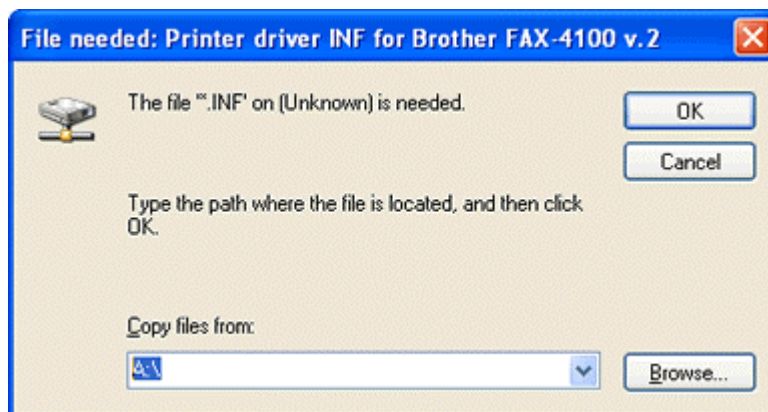 File needed: Printer driver INF for Brother FAX-4100 v.2
The file '*.INF' on (Unknown) is needed.
OK
Cancel
Type the path where the file is located, and then click
OK.
Copy files from:
A:\
Browse...